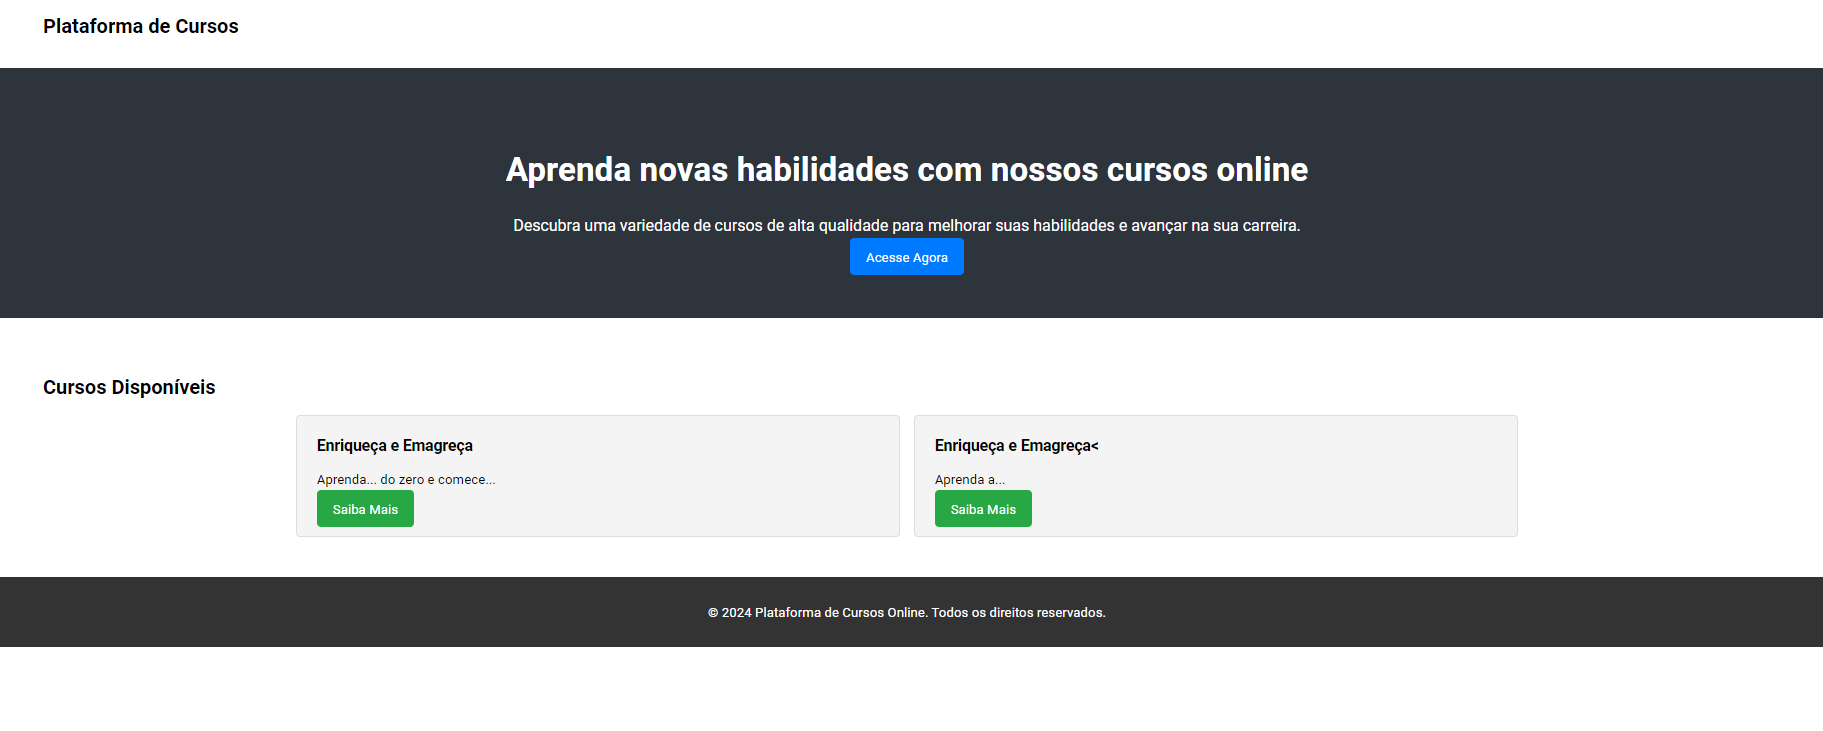 Plataforma de Cursos
Aprenda novas habilidades com nossos cursos online
Descubra uma variedade de cursos de alta qualidade para melhorar suas habilidades e avançar na sua carreira.
Acesse Agora
Cursos Disponíveis
Enriqueça e Emagreça
Aprenda... do zero e comece...
Saiba Mais
Enriqueça e Emagreça<
Aprenda a...
Saiba Mais
© 2024 Plataforma de Cursos Online. Todos os direitos reservados.